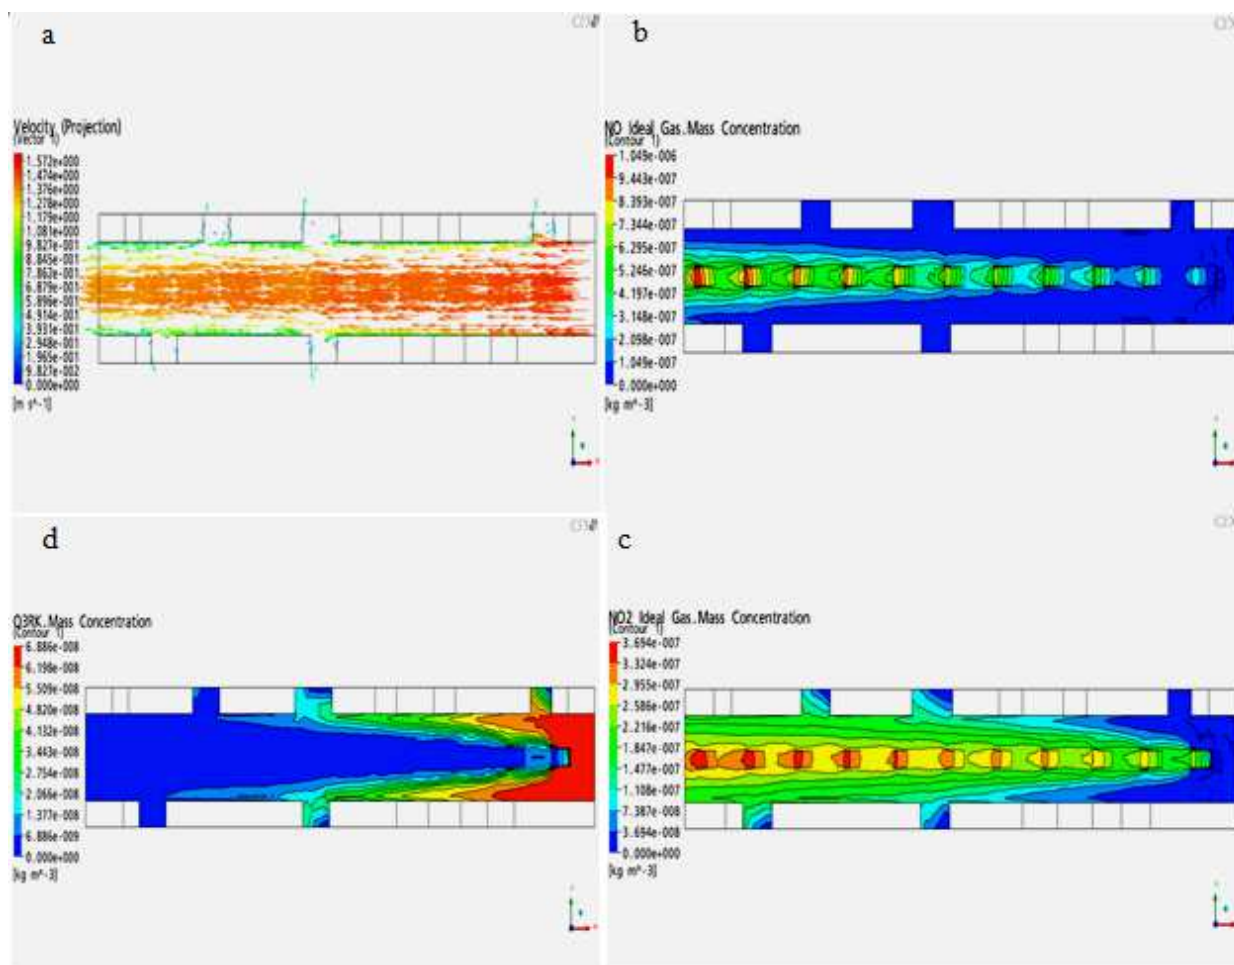 a
Velocity (Projection)
(Vector 1)
1.572e+000
1.474e+000
1.376e+000
1.278e+000
1.179e+000
1.081e+000
9.827e-001
8.845e-001
7.862e-001
6.879e-001
5.896e-001
4.914e-001
3.931e-001
2.948e-001
1.965e-001
9.827e-002
0.000e+000
[m s^-1]
b
NO Ideal Gas.Mass Concentration
(Contour 1)
1.049e-006
9.443e-007
8.393e-007
7.344e-007
6.295e-007
5.246e-007
4.197e-007
3.148e-007
2.098e-007
1.049e-007
0.000e+000
[kg m^-3]
d
O3RK.Mass Concentration
(Contour 1)
6.886e-008
6.198e-008
5.509e-008
4.820e-008
4.132e-008
3.443e-008
2.754e-008
2.066e-008
1.377e-008
6.886e-009
0.000e+000
[kg m^-3]
c
NO2 Ideal Gas.Mass Concentration
(Contour 1)
3.694e-007
3.324e-007
2.955e-007
2.586e-007
2.216e-007
1.847e-007
1.477e-007
1.108e-007
7.387e-008
3.694e-008
0.000e+000
[kg m^-3]